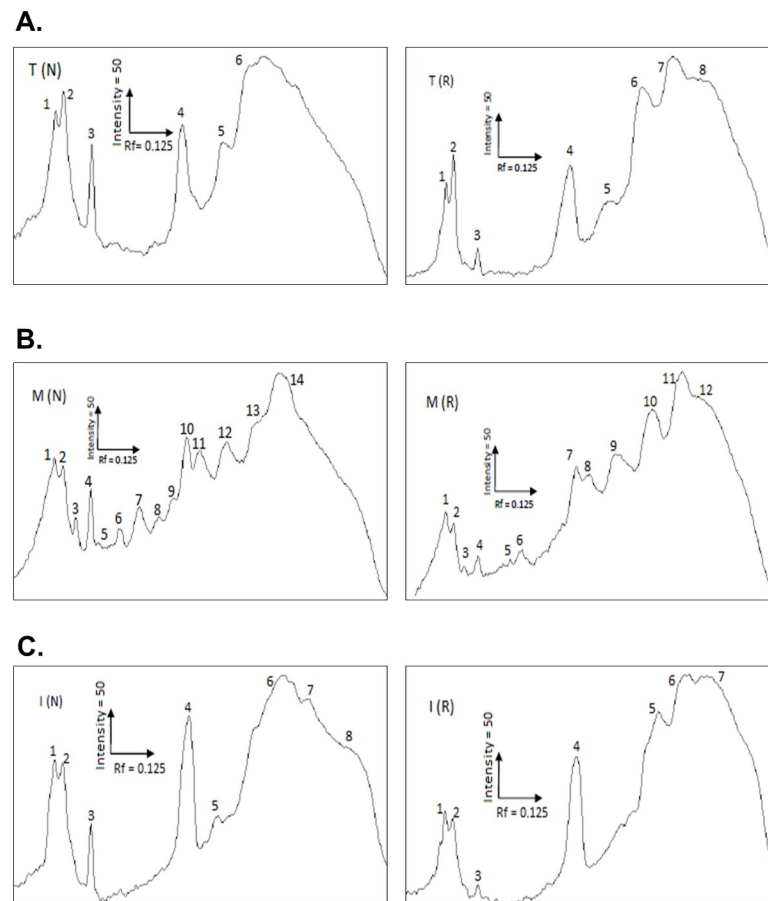 A.
T (N)
Intensity = 50
Rf= 0.125
1 2 3 4 5 6
T (R)
Intensity = 50
Rf = 0.125
1 2 3 4 5 6 7 8
B.
M (N)
Intensity = 50
Rf = 0.125
1 2 3 4 5 6 7 8 9 10 11 12 13 14
M (R)
Intensity = 50
Rf = 0.125
1 2 3 4 5 6 7 8 9 10 11 12
C.
I (N)
Intensity = 50
Rf = 0.125
1 2 3 4 5 6 7 8
I (R)
Intensity = 50
Rf = 0.125
1 2 3 4 5 6 7